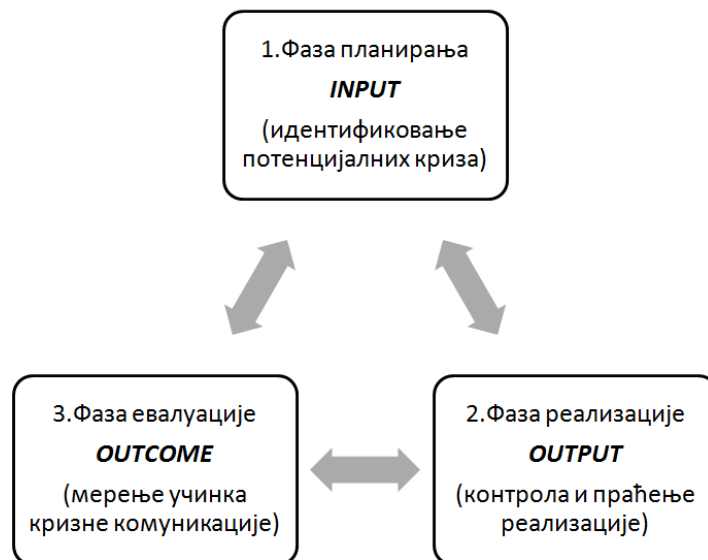 1.Фаза планирања
INPUT
(идентификовање
потенцијалних криза)
3.Фаза евалуације
OUTCOME
(мерење учинка
кризне комуникације)
2.Фаза реализације
OUTPUT
(контрола и праћење
реализације)